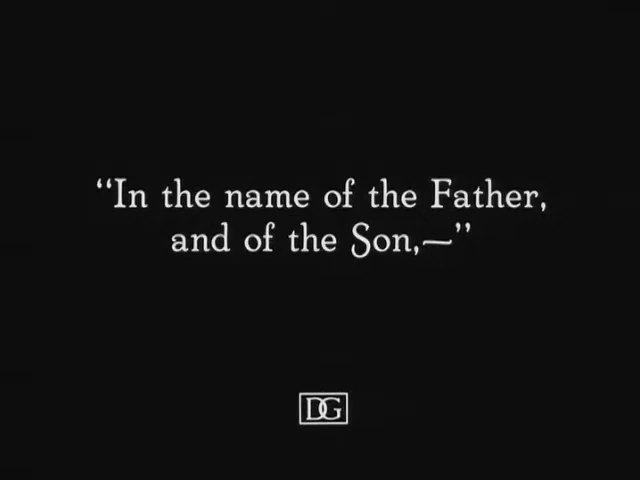 “In the name of the Father,
and of the Son,—”
DG